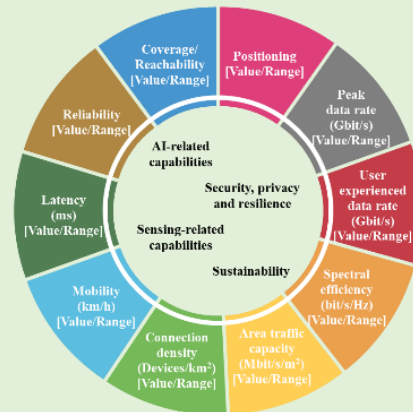 Coverage/
Reachability
[Value/Range]
Positioning
[Value/Range]
Peak
data rate
(Gbit/s)
[Value/Range]
User
experienced
data rate
(Gbit/s)
[Value/Range]
Spectral
efficiency
(bit/s/Hz)
[Value/Range]
Area traffic
capacity
(Mbit/s/m²)
[Value/Range]
Connection
density
(Devices/km²)
[Value/Range]
Mobility
(km/h)
[Value/Range]
Latency
(ms)
[Value/Range]
Reliability
[Value/Range]
AI-related
capabilities
Security, privacy
and resilience
Sensing-related
capabilities
Sustainability